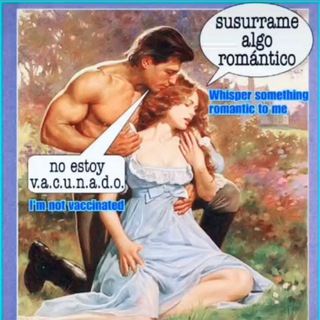 susurrame
algo
romántico
Whisper something
romantic to me
no estoy
v.a.c.u.n.a.d.o.
I'm not vaccinated